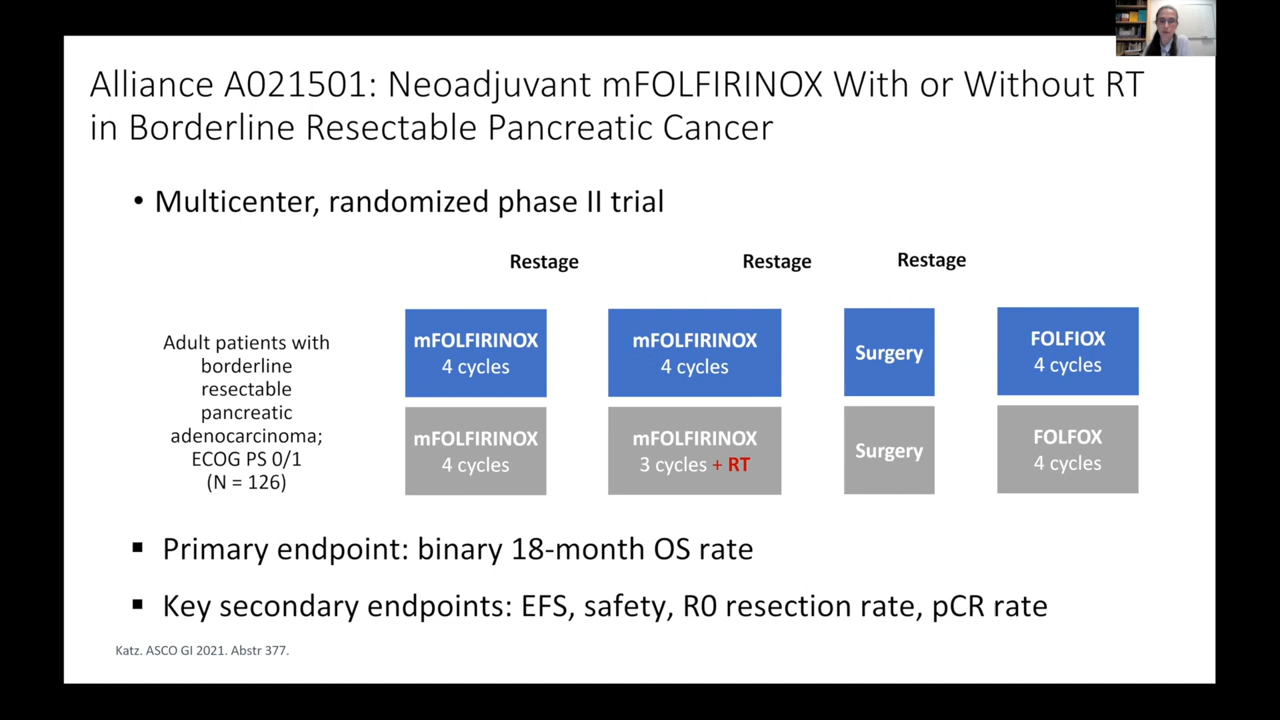 Alliance A021501: Neoadjuvant mFOLFIRINOX With or Without RT
in Borderline Resectable Pancreatic Cancer
• Multicenter, randomized phase II trial
Restage Restage Restage
Adult patients with
borderline
resectable
pancreatic
adenocarcinoma;
ECOG PS 0/1
(N = 126)
mFOLFIRINOX
4 cycles
mFOLFIRINOX
4 cycles
Surgery
FOLFIOX
4 cycles
mFOLFIRINOX
4 cycles
mFOLFIRINOX
3 cycles + RT
Surgery
FOLFOX
4 cycles
▪ Primary endpoint: binary 18-month OS rate
▪ Key secondary endpoints: EFS, safety, R0 resection rate, pCR rate
Katz. ASCO GI 2021. Abstr 377.